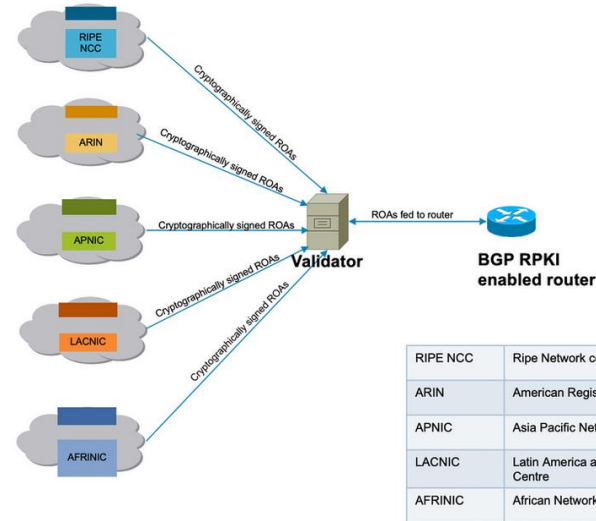 RIPE
NCC
Cryptographically signed ROAs
ARIN
Cryptographically signed ROAs
APNIC
Cryptographically signed ROAs
LACNIC
Cryptographically signed ROAs
AFRINIC
Cryptographically signed ROAs
Validator
ROAs fed to router
BGP RPKI
enabled router
RIPE NCC Ripe Network
ARIN American
APNIC Asia Pacific
LACNIC Latin America
Centre
AFRINIC African Network